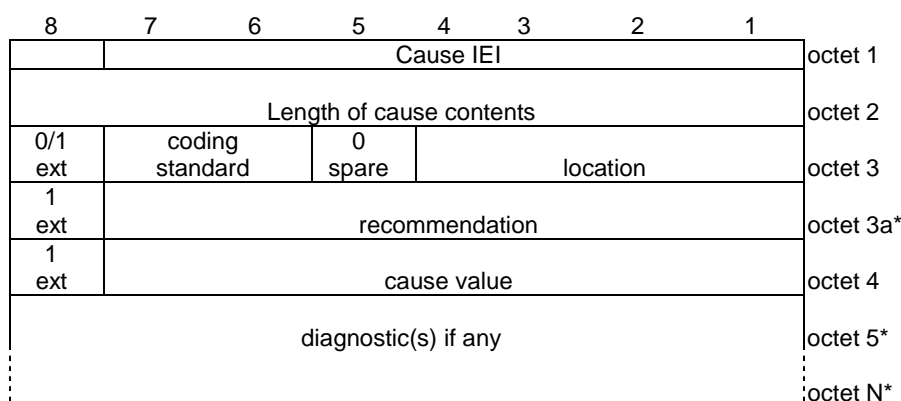 8 7 6 5 4 3 2 1
Cause IEI octet 1
Length of cause contents octet 2
0/1 coding 0
ext standard spare location octet 3
1
ext recommendation octet 3a*
1
ext cause value octet 4
diagnostic(s) if any octet 5*
octet N*